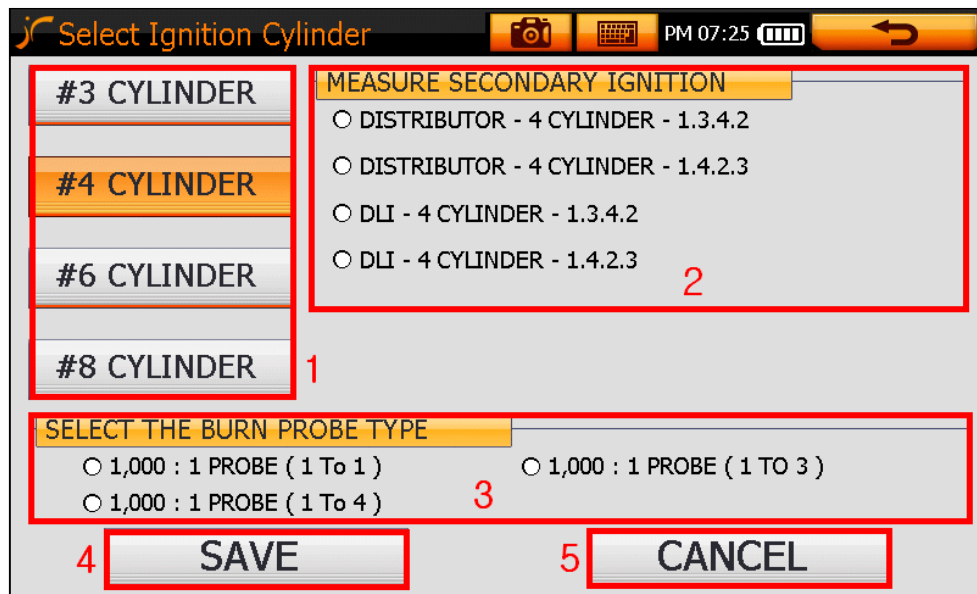 Select Ignition Cylinder
PM 07:25
#3 CYLINDER
#4 CYLINDER
#6 CYLINDER
#8 CYLINDER
1
MEASURE SECONDARY IGNITION
DISTRIBUTOR - 4 CYLINDER - 1.3.4.2
DISTRIBUTOR - 4 CYLINDER - 1.4.2.3
DLI - 4 CYLINDER - 1.3.4.2
DLI - 4 CYLINDER - 1.4.2.3
2
SELECT THE BURN PROBE TYPE
1,000 : 1 PROBE ( 1 To 1 )
1,000 : 1 PROBE ( 1 TO 3 )
1,000 : 1 PROBE ( 1 To 4 )
3
4
SAVE
5
CANCEL